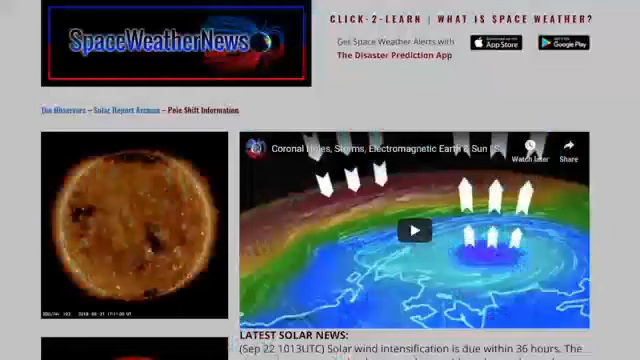 SpaceWeatherNews
CLICK-2-LEARN | WHAT IS SPACE WEATHER?
Get Space Weather Alerts with
The Disaster Prediction App
App Store
Google Play
The Observers - Solar Report Archive - Pole Shift Information
Coronal Holes, Storms, Electromagnetic Earth & Sun | S
Watch later
Share
LATEST SOLAR NEWS:
(Sep 22 1013UTC) Solar wind intensification is due within 36 hours. The